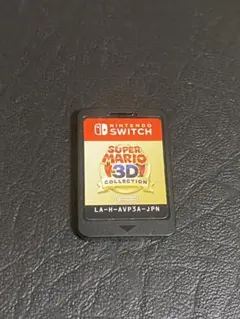 NINTENDO
SWITCH
SUPER
MARIO
3D
COLLECTION
LA-H-AVP3A-JPN